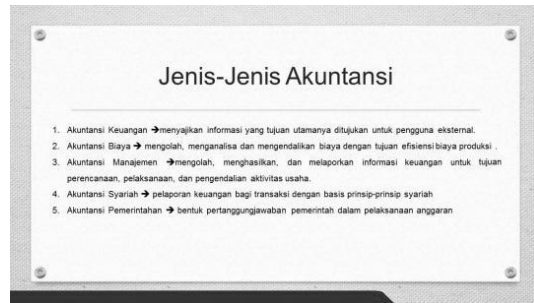 Jenis-Jenis Akuntansi
1. Akuntansi Keuangan ➔menyajikan informasi yang tujuan utamanya ditujukan untuk pengguna eksternal.
2. Akuntansi Biaya ➔ mengolah, menganalisa dan mengendalikan biaya dengan tujuan efisiensi biaya produksi .
3. Akuntansi Manajemen ➔mengolah, menghasilkan, dan melaporkan informasi keuangan untuk tujuan
perencanaan, pelaksanaan, dan pengendalian aktivitas usaha.
4. Akuntansi Syariah ➔ pelaporan keuangan bagi transaksi dengan basis prinsip-prinsip syariah
5. Akuntansi Pemerintahan ➔ bentuk pertanggungjawaban pemerintah dalam pelaksanaan anggaran